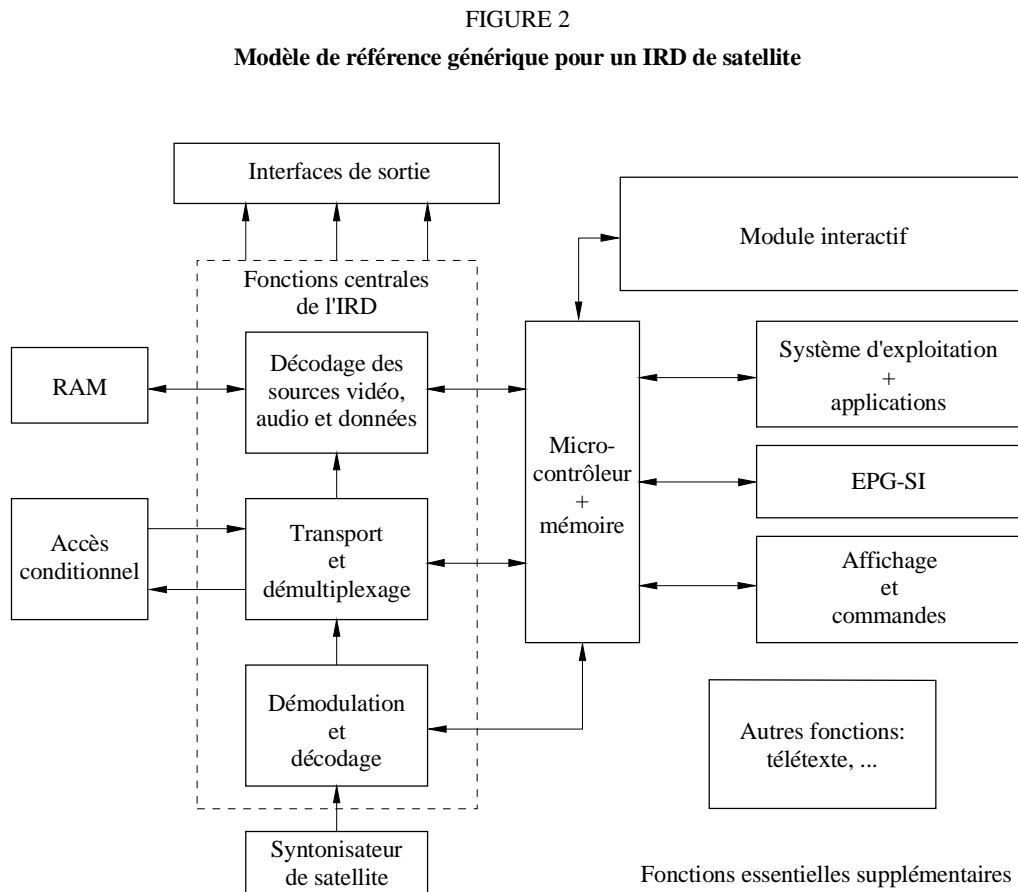 FIGURE 2
Modèle de référence générique pour un IRD de satellite
Interfaces de sortie
Module interactif
Fonctions centrales
de l'IRD
RAM
Décodage des
sources vidéo,
audio et données
Micro-
contrôleur
+
mémoire
Système d'exploitation
+
applications
EPG-SI
Accès
conditionnel
Transport
et
démultiplexage
Affichage
et
commandes
Démodulation
et
décodage
Autres fonctions:
télétexte, ...
Syntonisateur
de satellite
Fonctions essentielles supplémentaires